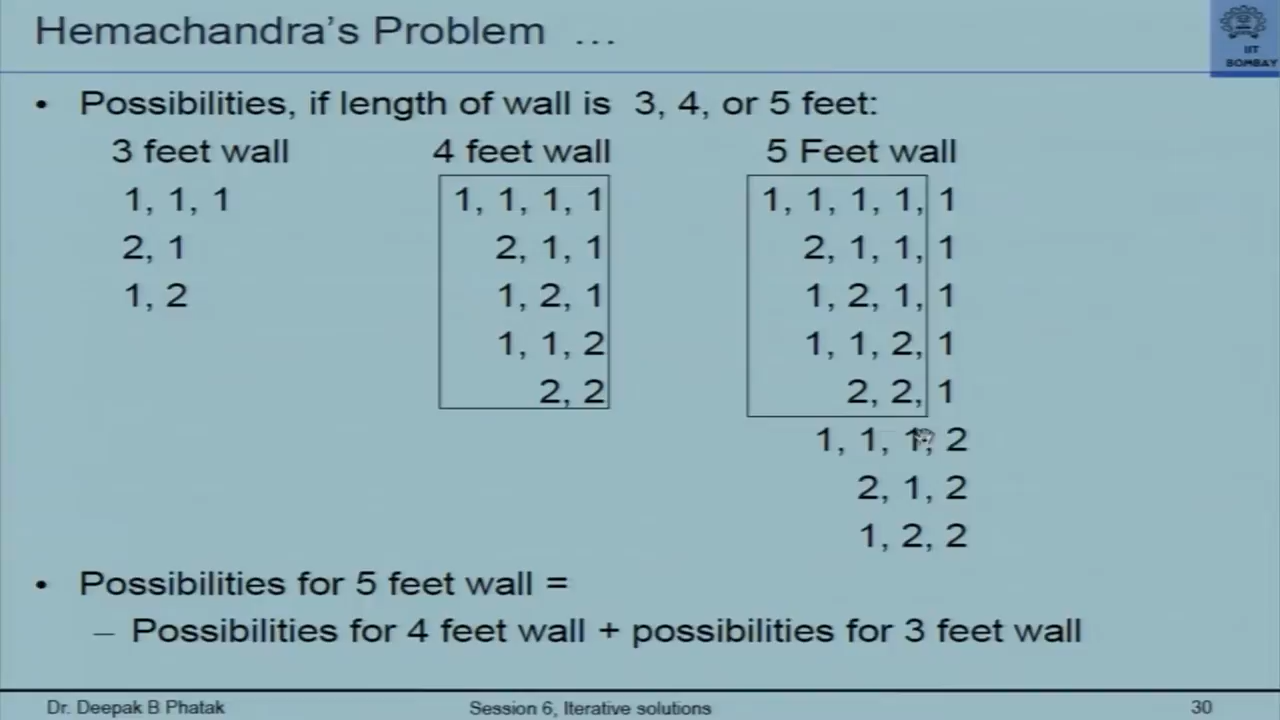 Hemachandra's Problem ...
IIT
BOMBAY
• Possibilities, if length of wall is 3, 4, or 5 feet:
3 feet wall 4 feet wall 5 Feet wall
1, 1, 1 1, 1, 1, 1 1, 1, 1, 1, 1
2, 1 2, 1, 1 2, 1, 1, 1
1, 2 1, 2, 1 1, 2, 1, 1
1, 1, 2 1, 1, 2, 1
2, 2 2, 2, 1
1, 1, 1, 2
2, 1, 2
1, 2, 2
• Possibilities for 5 feet wall =
– Possibilities for 4 feet wall + possibilities for 3 feet wall
Dr. Deepak B Phatak Session 6, Iterative solutions 30